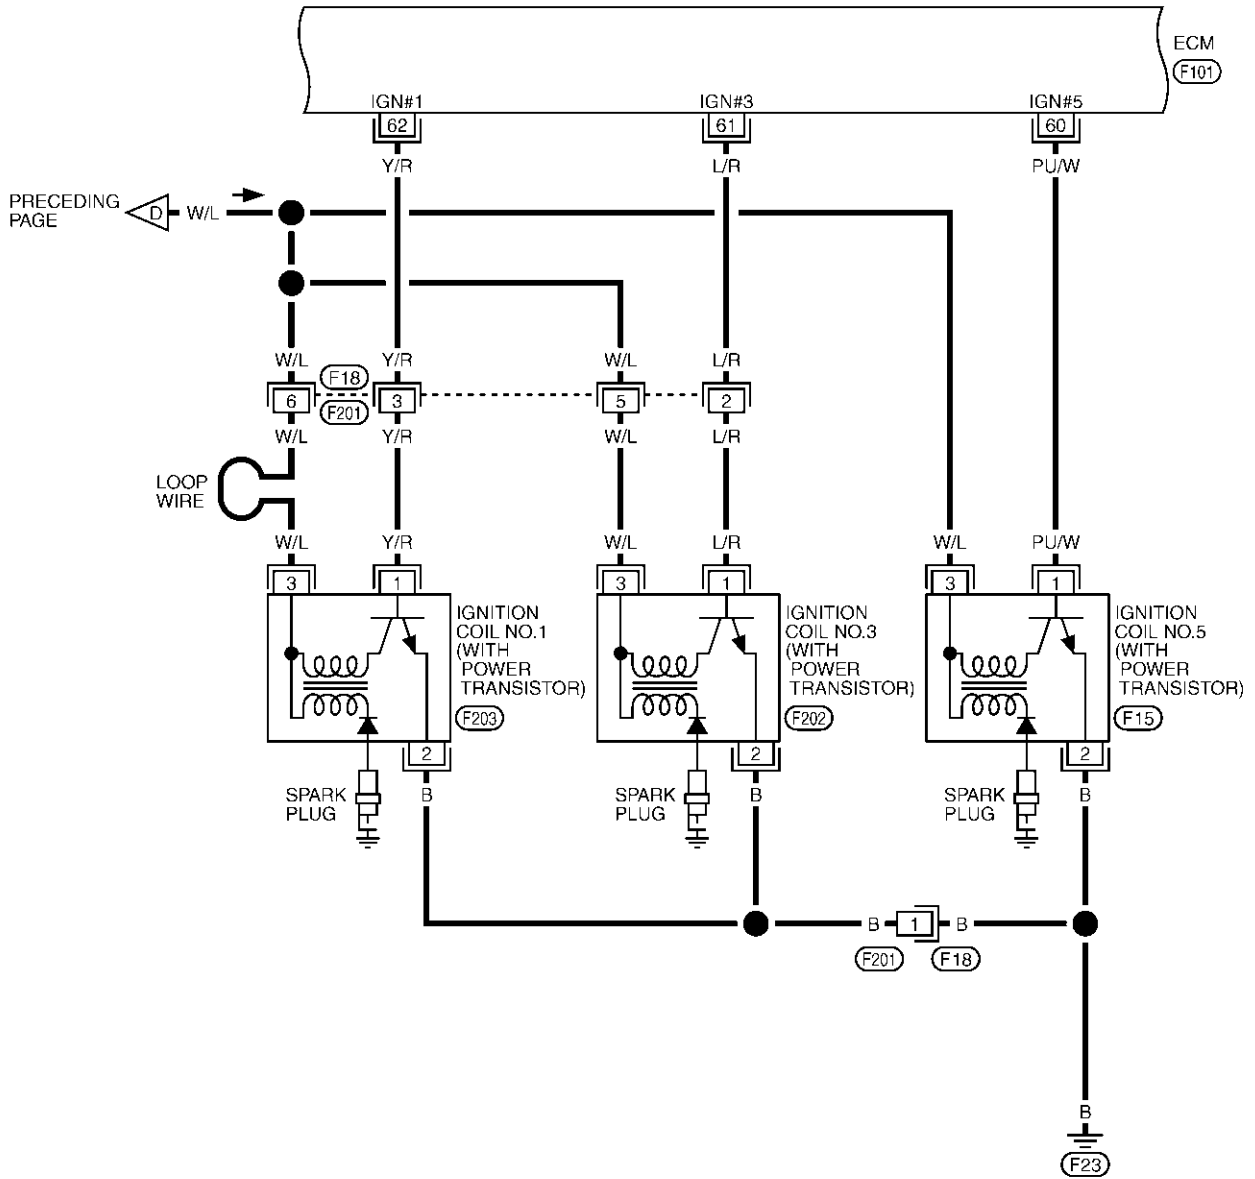 ECM
F101
IGN#1
IGN#3
IGN#5
62
61
60
Y/R
L/R
PU/W
PRECEDING
PAGE
D
W/L
W/L
Y/R
W/L
L/R
F18
6
3
5
2
F201
W/L
Y/R
W/L
L/R
LOOP
WIRE
W/L
Y/R
W/L
L/R
W/L
PU/W
3
1
3
1
3
1
IGNITION
COIL NO.1
(WITH
POWER
TRANSISTOR)
F203
IGNITION
COIL NO.3
(WITH
POWER
TRANSISTOR)
F202
IGNITION
COIL NO.5
(WITH
POWER
TRANSISTOR)
F15
2
2
2
SPARK
PLUG
B
SPARK
PLUG
B
SPARK
PLUG
B
B
1
B
F201
F18
B
F23